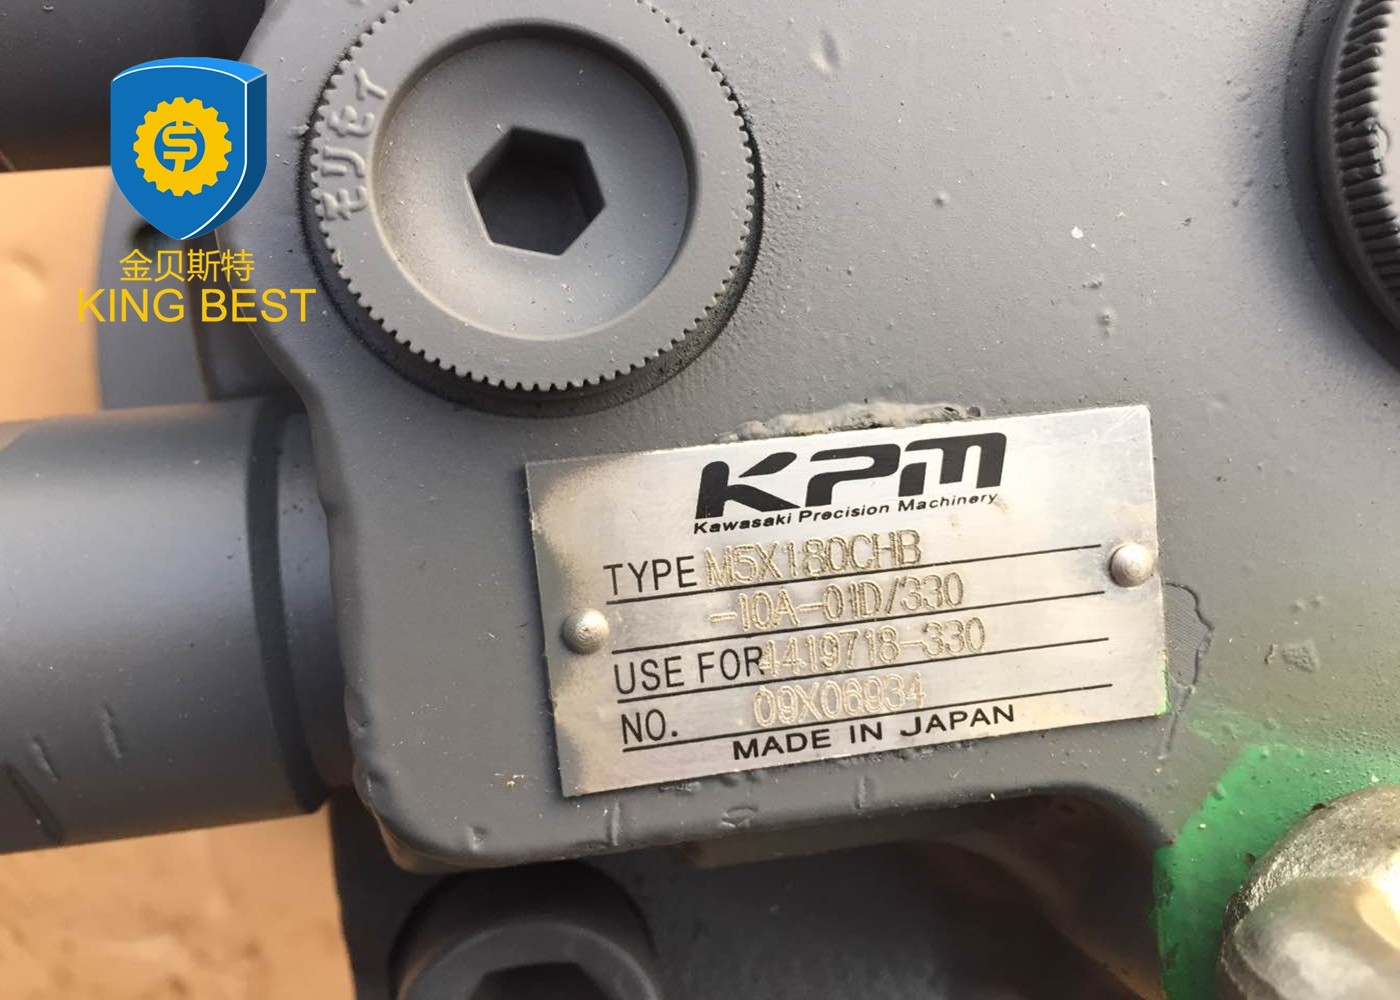 モリセイ
金贝斯特
KING BEST
KPM
Kawasaki Precision Machinery
TYPE M5X180CHB
-10A-01D/330
USE FOR 4419718-330
NO. 09X06934
MADE IN JAPAN